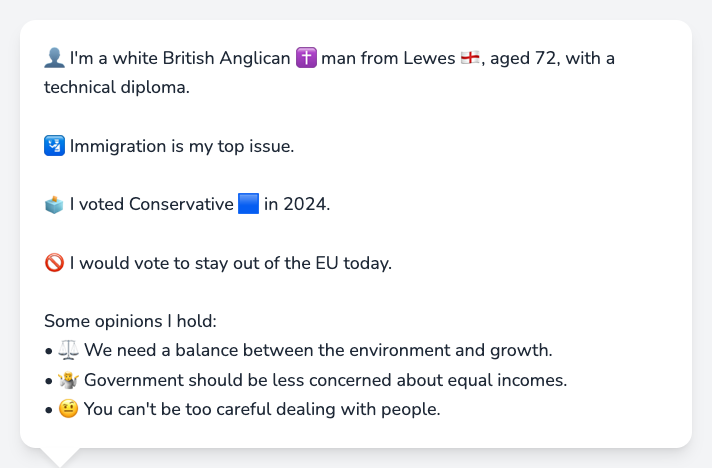 👤 I'm a white British Anglican ✝️ man from Lewes 🏴󠁧󠁢󠁥󠁮󠁧󠁿, aged 72, with a
technical diploma.
🛂 Immigration is my top issue.
🗳️ I voted Conservative 🟦 in 2024.
🚫 I would vote to stay out of the EU today.
Some opinions I hold:
• ⚖️ We need a balance between the environment and growth.
• 🤷 Government should be less concerned about equal incomes.
• 🤨 You can't be too careful dealing with people.